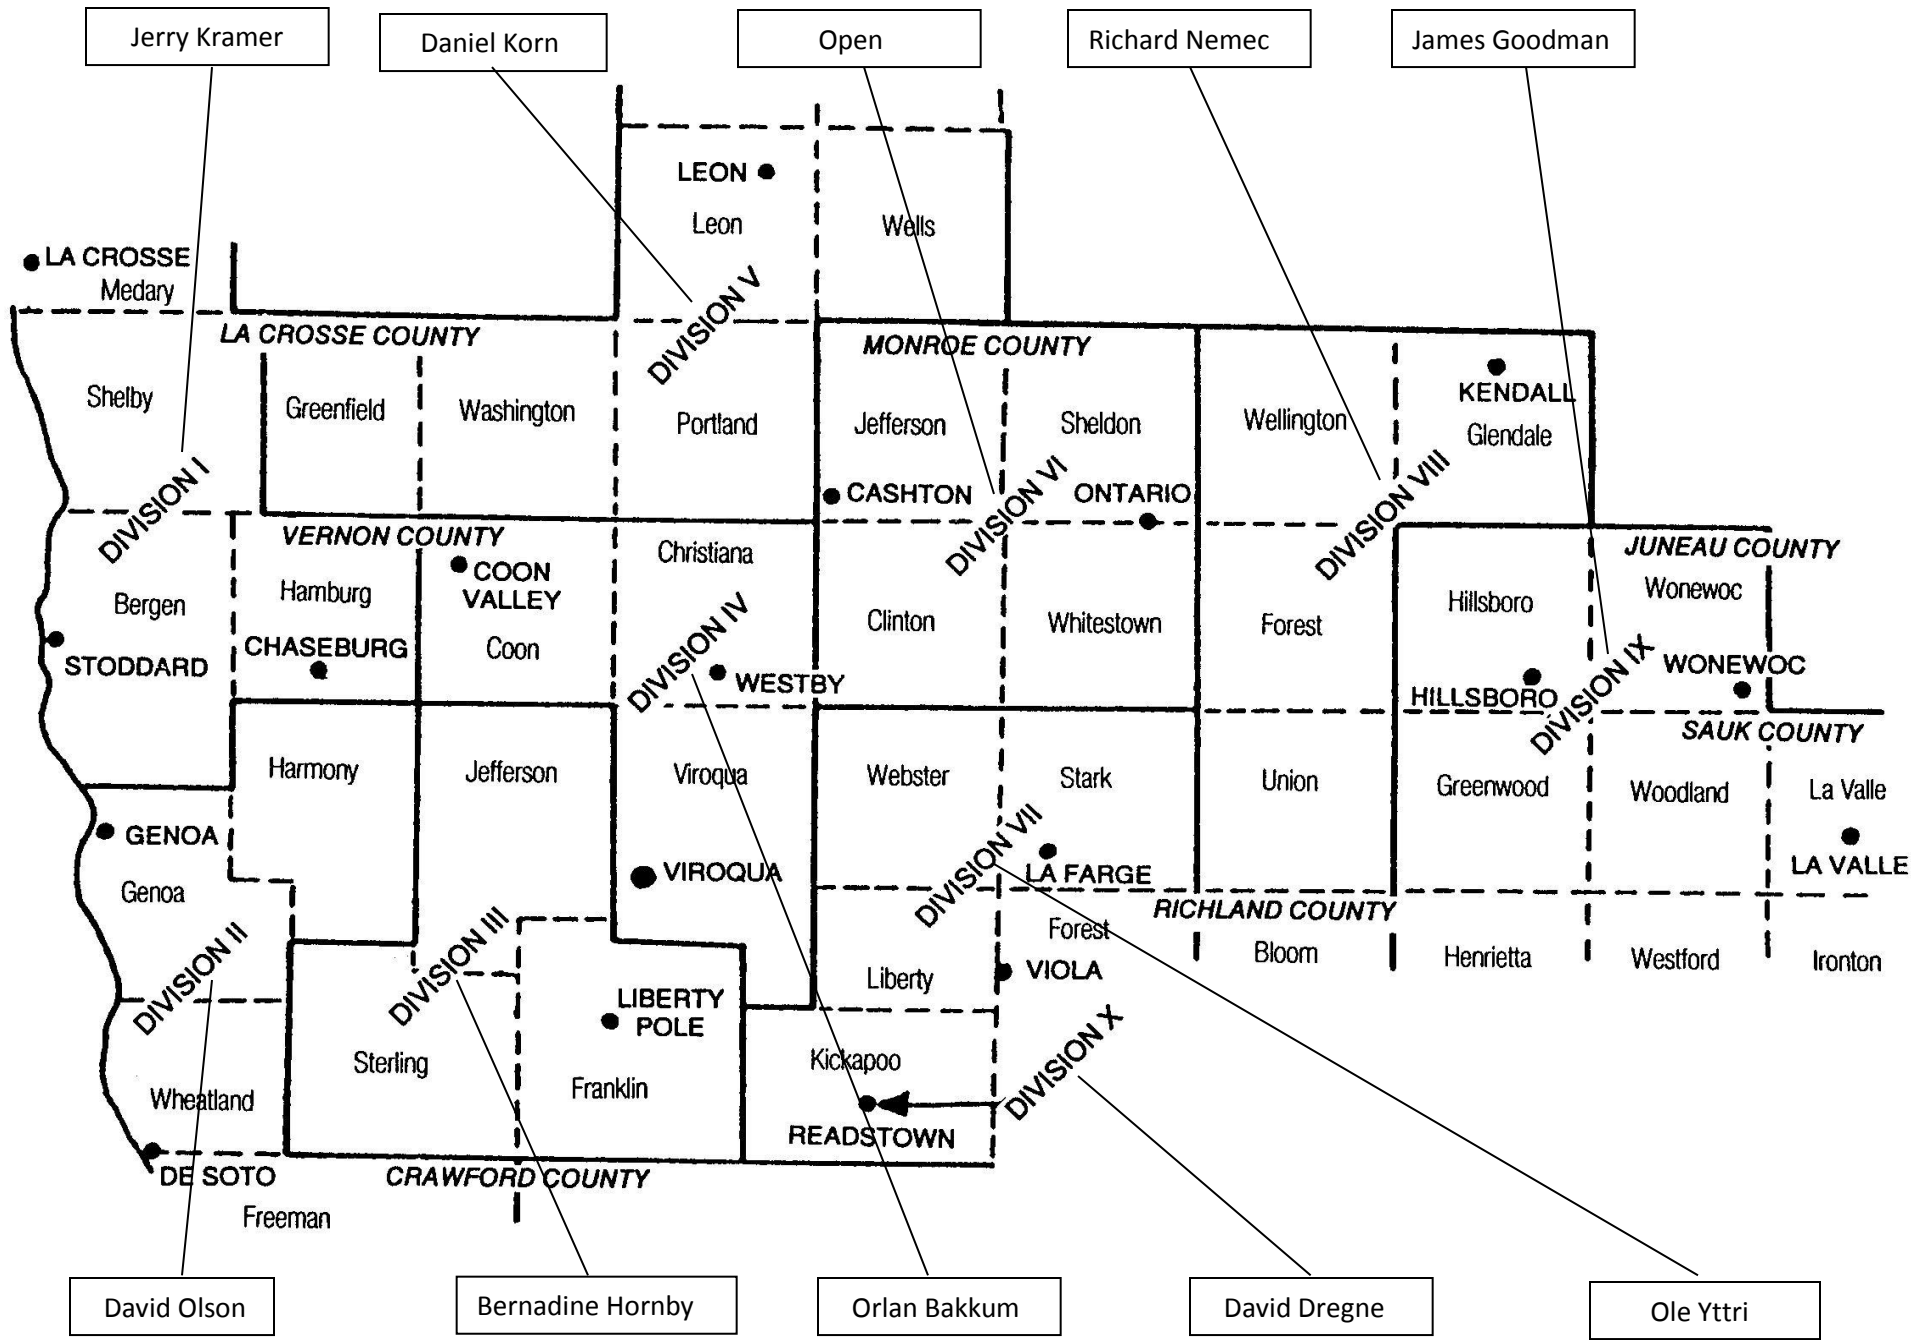 Jerry Kramer
Daniel Korn
Open
Richard Nemec
James Goodman
LEON
Leon
Wells
LA CROSSE
Medary
DIVISION V
LA CROSSE COUNTY
MONROE COUNTY
KENDALL
Shelby
Greenfield
Washington
Portland
Jefferson
Sheldon
Wellington
Glendale
DIVISION I
CASHTON
DIVISION VI
ONTARIO
DIVISION VIII
VERNON COUNTY
Christiana
JUNEAU COUNTY
COON
VALLEY
Bergen
Hamburg
Clinton
Whitestown
Forest
Hillsboro
Wonewoc
STODDARD
CHASEBURG
Coon
DIVISION IV
WESTBY
HILLSBORO
DIVISION IX
WONEWOC
SAUK COUNTY
Harmony
Jefferson
Viroqua
Webster
Stark
Union
Greenwood
Woodland
La Valle
GENOA
VIROQUA
DIVISION VII
LA FARGE
LA VALLE
Genoa
RICHLAND COUNTY
DIVISION II
DIVISION III
Forest
Bloom
Henrietta
Westford
Ironton
Liberty
VIOLA
LIBERTY
POLE
Sterling
Franklin
Kickapoo
DIVISION X
Wheatland
READSTOWN
DE SOTO
CRAWFORD COUNTY
Freeman
David Olson
Bernadine Hornby
Orlan Bakkum
David Dregne
Ole Yttri